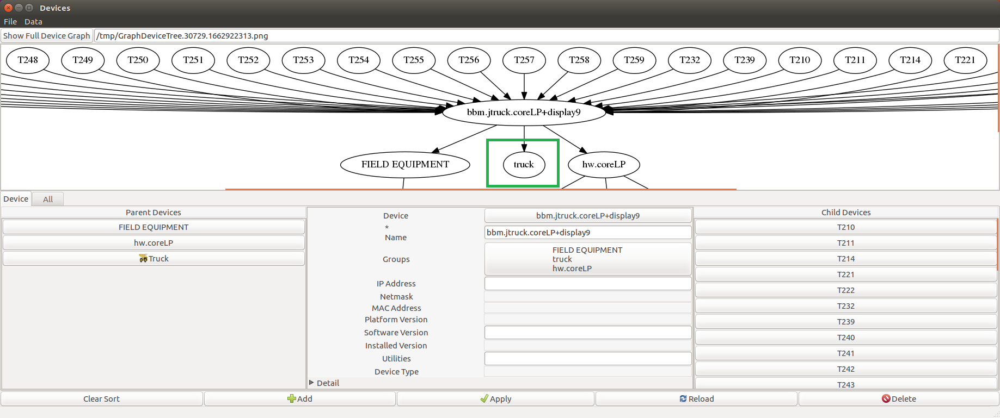 Devices
File Data
Show Full Device Graph /tmp/GraphDeviceTree.30729.1662922313.png
T248 T249 T250 T251 T252 T253 T254 T255 T256 T257 T258 T259 T232 T239 T210 T211 T214 T221
bbm.jtruck.coreLP+display9
FIELD EQUIPMENT truck hw.coreLP
Device All
Parent Devices
FIELD EQUIPMENT
hw.coreLP
Truck
Device bbm.jtruck.coreLP+display9
*
Name bbm.jtruck.coreLP+display9
Groups
FIELD EQUIPMENT
truck
hw.coreLP
IP Address
Netmask
MAC Address
Platform Version
Software Version
Installed Version
Utilities
Device Type
Detail
Child Devices
T210
T211
T214
T221
T222
T232
T239
T240
T241
T242
T243
Clear Sort Add Apply Reload Delete